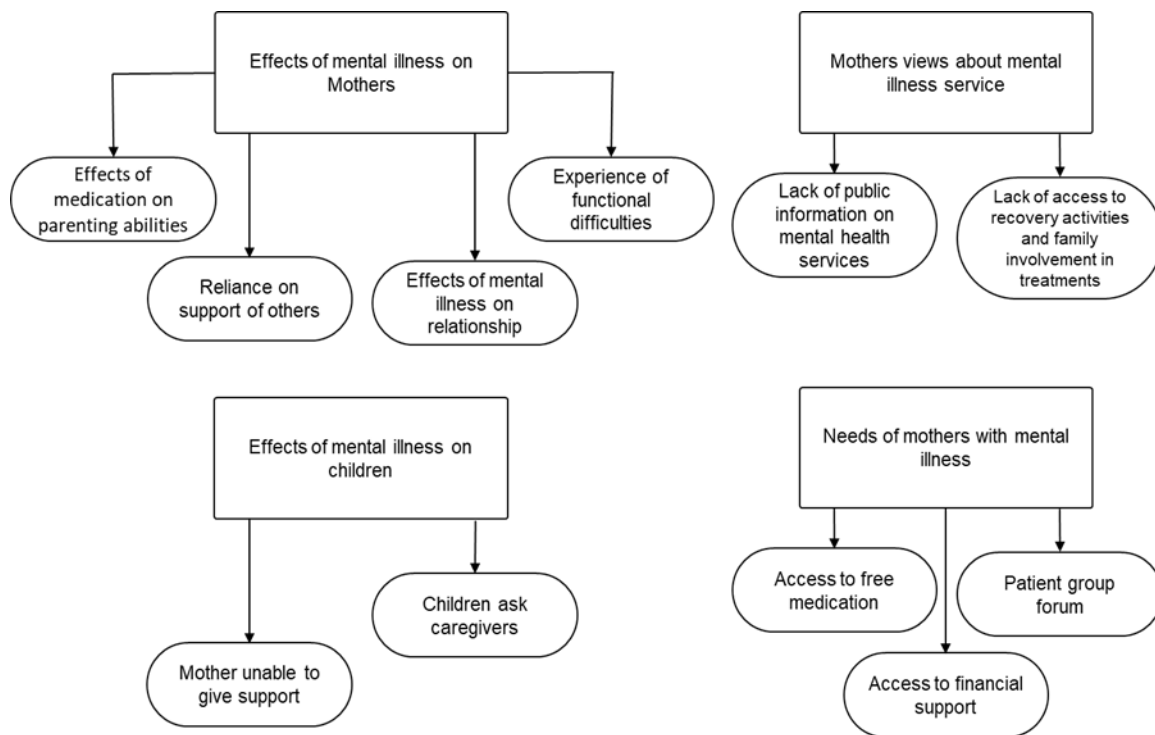 Effects of mental illness on
Mothers
Effects of
medication on
parenting abilities
Reliance on
support of others
Effects of mental
illness on
relationship
Experience of
functional
difficulties
Mothers views about mental
illness service
Lack of public
information on
mental health
services
Lack of access to
recovery activities
and family
involvement in
treatments
Effects of mental illness on
children
Mother unable to
give support
Children ask
caregivers
Needs of mothers with mental
illness
Access to free
medication
Access to financial
support
Patient group
forum